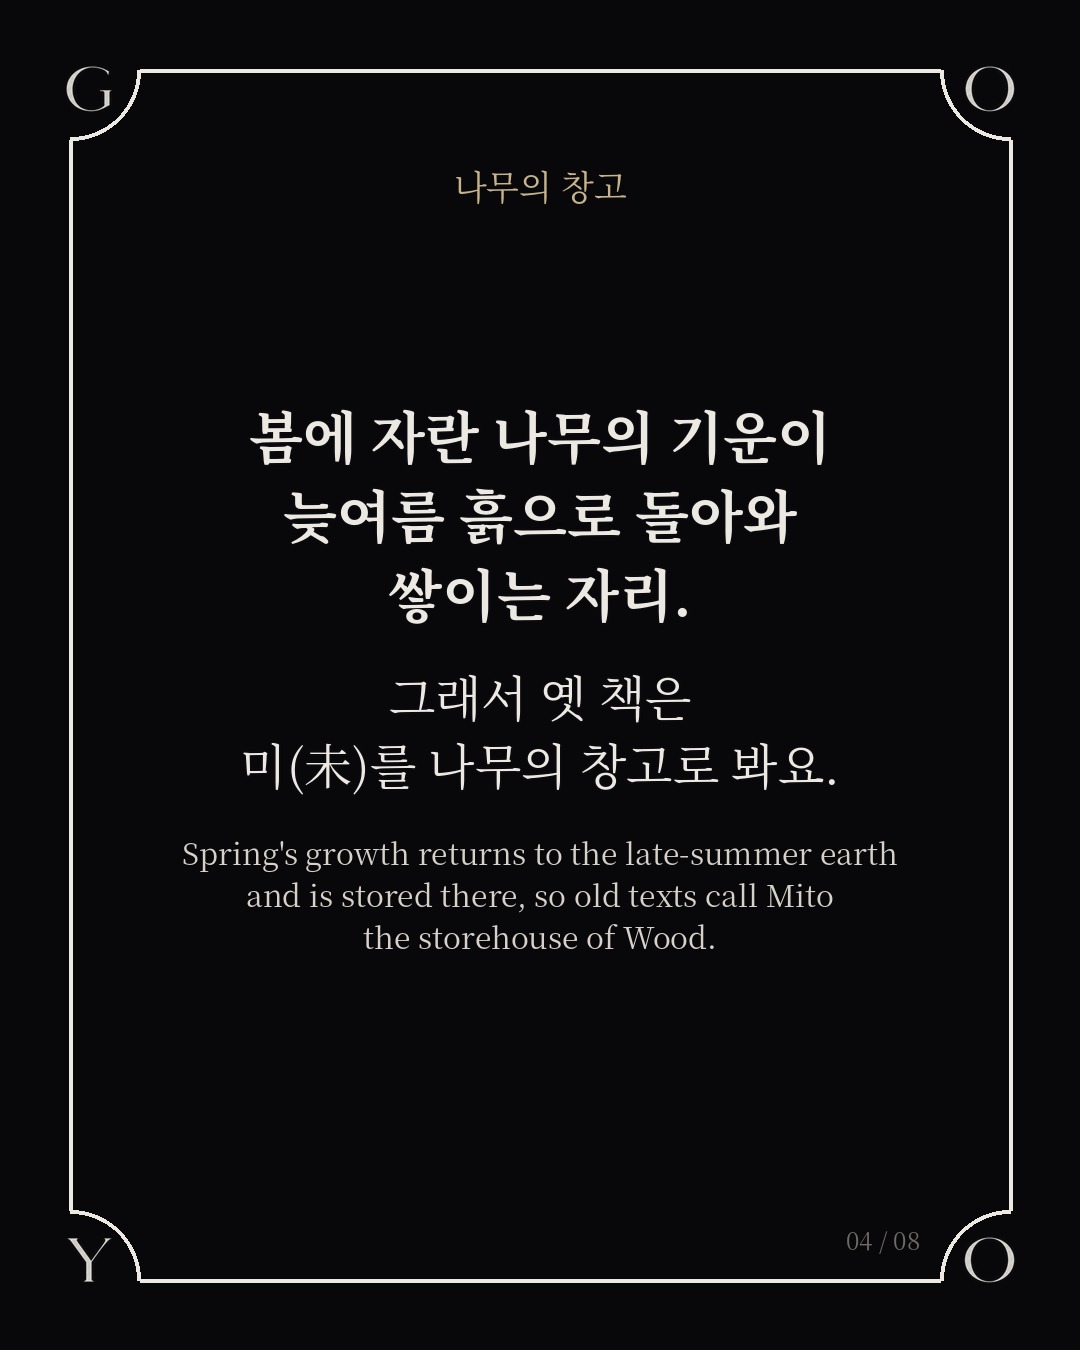 G O
나무의 창고
봄에 자란 나무의 기운이
늦여름 흙으로 돌아와
쌓이는 자리.
그래서 옛 책은
미(未)를 나무의 창고로 봐요.
Spring's growth returns to the late-summer earth
and is stored there, so old texts call Mito
the storehouse of Wood.
04 / 08
Y O